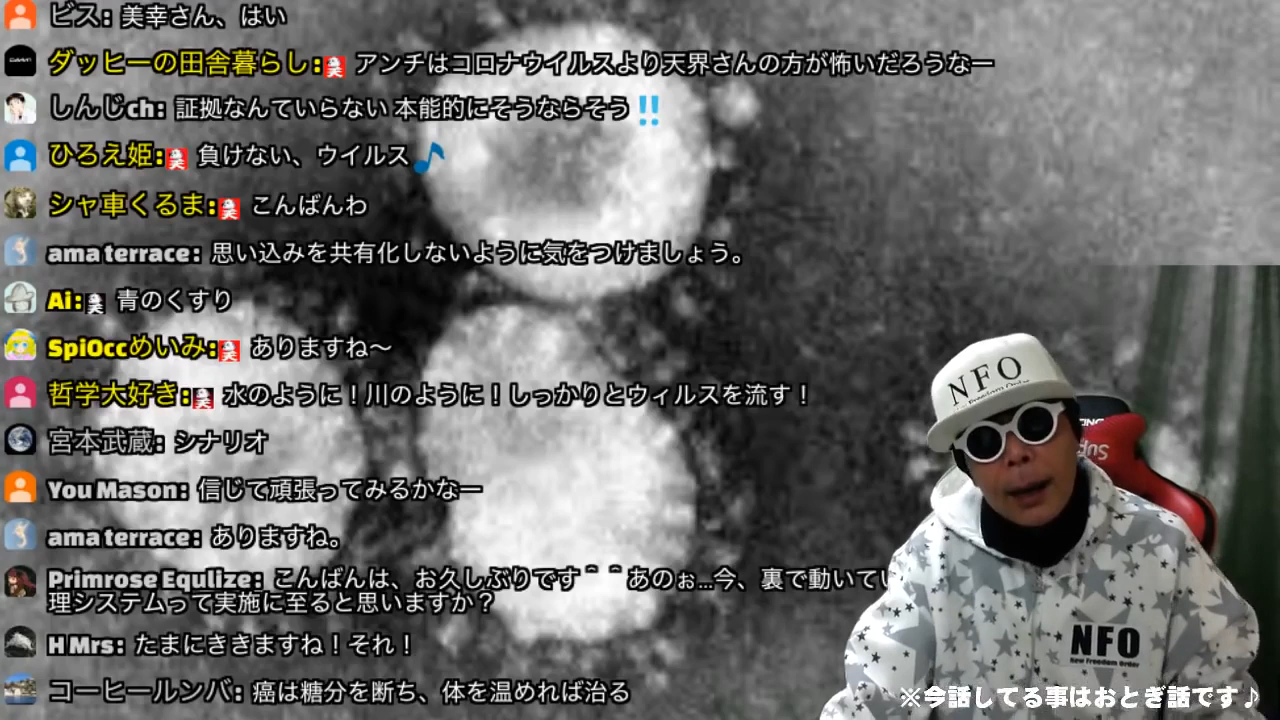 ビス: 美幸さん、はい
ダッヒーの田舎暮らし: アンチはコロナウイルスより天界さんの方が怖いだろうなー
しんじch: 証拠なんていらない 本能的にそうならそう‼
ひろえ姫: 負けない、ウイルス🎵
シャ車くるま: こんばんわ
ama terrace: 思い込みを共有化しないように気をつけましょう。
Ai: 青のくすり
SpiOccめいみ: ありますね〜
哲学大好き: 水のように！川のように！しっかりとウィルスを流す！
宮本武蔵: シナリオ
You Mason: 信じて頑張ってみるかなー
ama terrace: ありますね。
Primrose Equlize: こんばんは、お久しぶりです＾＾あのぉ...今、裏で動いてい
理システムって実施に至ると思いますか？
H Mrs: たまにききますね！それ！
コーヒールンバ: 癌は糖分を断ち、体を温めれば治る
NFO
NFO
New Freedom Order
※今話してる事はおとぎ話です♪